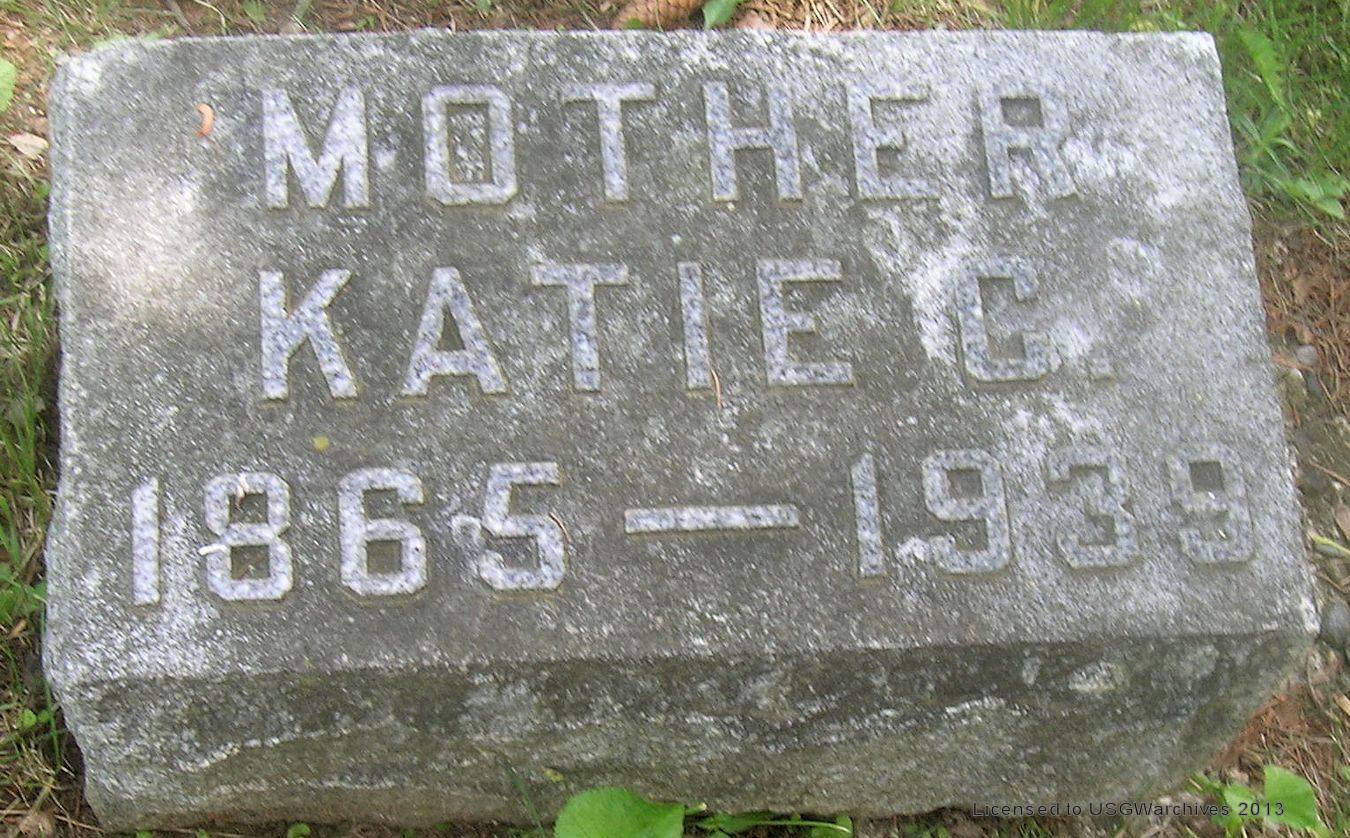 MOTHER
KATIE C.
1865 — 1939
Licensed to USGWarchives 2013